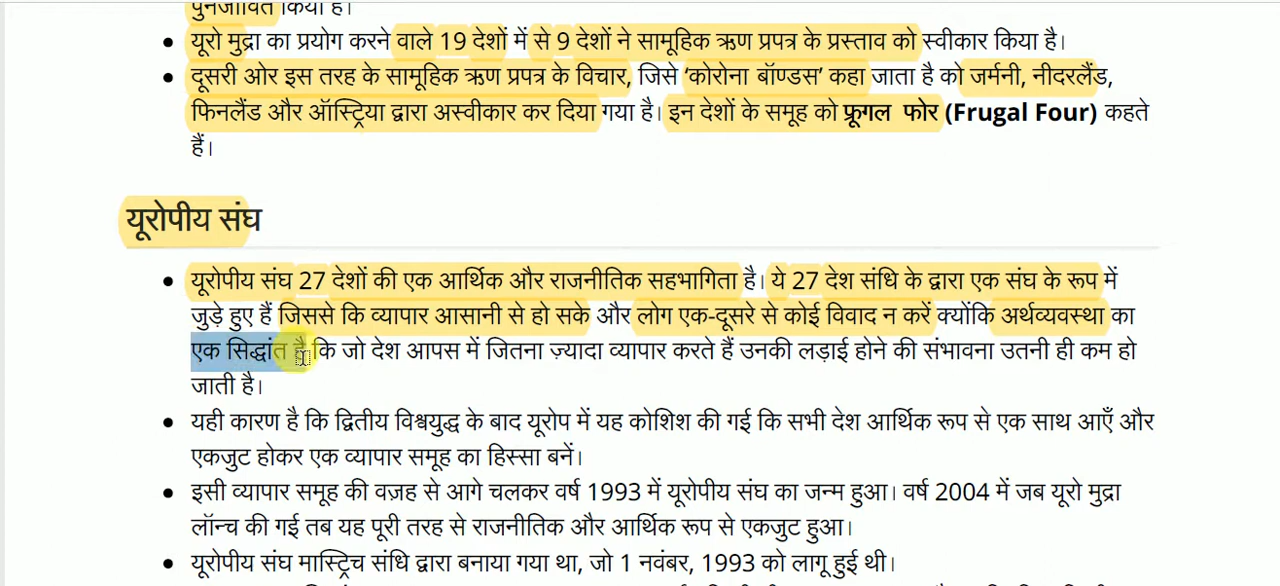 पुनर्जीवित किया है।
यूरो मुद्रा का प्रयोग करने वाले 19 देशों में से 9 देशों ने सामूहिक ऋण प्रपत्र के प्रस्ताव को स्वीकार किया है।
दूसरी ओर इस तरह के सामूहिक ऋण प्रपत्र के विचार, जिसे ‘कोरोना बॉण्डस’ कहा जाता है को जर्मनी, नीदरलैंड,
फिनलैंड और ऑस्ट्रिया द्वारा अस्वीकार कर दिया गया है। इन देशों के समूह को फ्रूगल फोर (Frugal Four) कहते
हैं।
यूरोपीय संघ
यूरोपीय संघ 27 देशों की एक आर्थिक और राजनीतिक सहभागिता है। ये 27 देश संधि के द्वारा एक संघ के रूप में
जुड़े हुए हैं जिससे कि व्यापार आसानी से हो सके और लोग एक-दूसरे से कोई विवाद न करें क्योंकि अर्थव्यवस्था का
एक सिद्धांत है कि जो देश आपस में जितना ज़्यादा व्यापार करते हैं उनकी लड़ाई होने की संभावना उतनी ही कम हो
जाती है।
यही कारण है कि द्वितीय विश्वयुद्ध के बाद यूरोप में यह कोशिश की गई कि सभी देश आर्थिक रूप से एक साथ आएँ और
एकजुट होकर एक व्यापार समूह का हिस्सा बनें।
इसी व्यापार समूह की वज़ह से आगे चलकर वर्ष 1993 में यूरोपीय संघ का जन्म हुआ। वर्ष 2004 में जब यूरो मुद्रा
लॉन्च की गई तब यह पूरी तरह से राजनीतिक और आर्थिक रूप से एकजुट हुआ।
यूरोपीय संघ मास्ट्रिच संधि द्वारा बनाया गया था, जो 1 नवंबर, 1993 को लागू हुई थी।